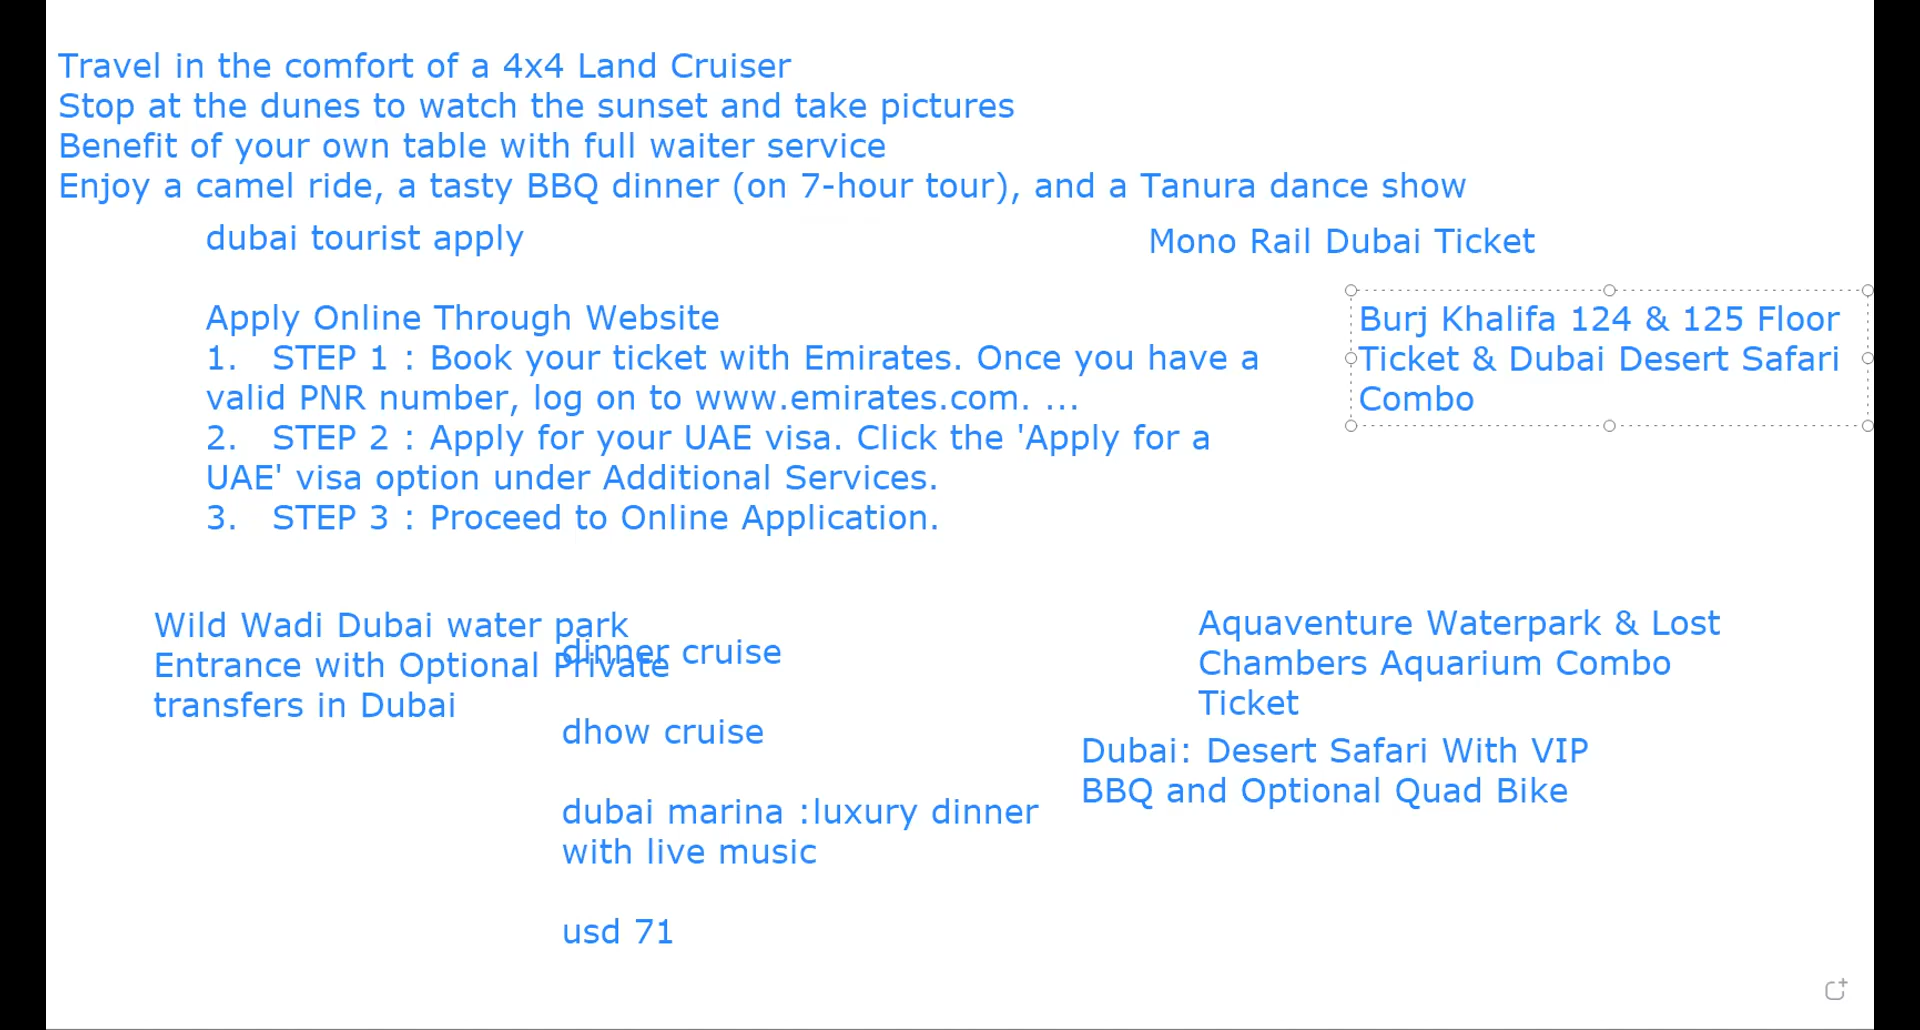 Travel in the comfort of a 4x4 Land Cruiser
Stop at the dunes to watch the sunset and take pictures
Benefit of your own table with full waiter service
Enjoy a camel ride, a tasty BBQ dinner (on 7-hour tour), and a Tanura dance show
dubai tourist apply
Mono Rail Dubai Ticket
Apply Online Through Website
1. STEP 1 : Book your ticket with Emirates. Once you have a
valid PNR number, log on to www.emirates.com. ...
2. STEP 2 : Apply for your UAE visa. Click the 'Apply for a
UAE' visa option under Additional Services.
3. STEP 3 : Proceed to Online Application.
Burj Khalifa 124 & 125 Floor
Ticket & Dubai Desert Safari
Combo
Wild Wadi Dubai water park
Entrance with Optional Private
transfers in Dubai
dinner cruise
dhow cruise
dubai marina :luxury dinner
with live music
usd 71
Aquaventure Waterpark & Lost
Chambers Aquarium Combo
Ticket
Dubai: Desert Safari With VIP
BBQ and Optional Quad Bike